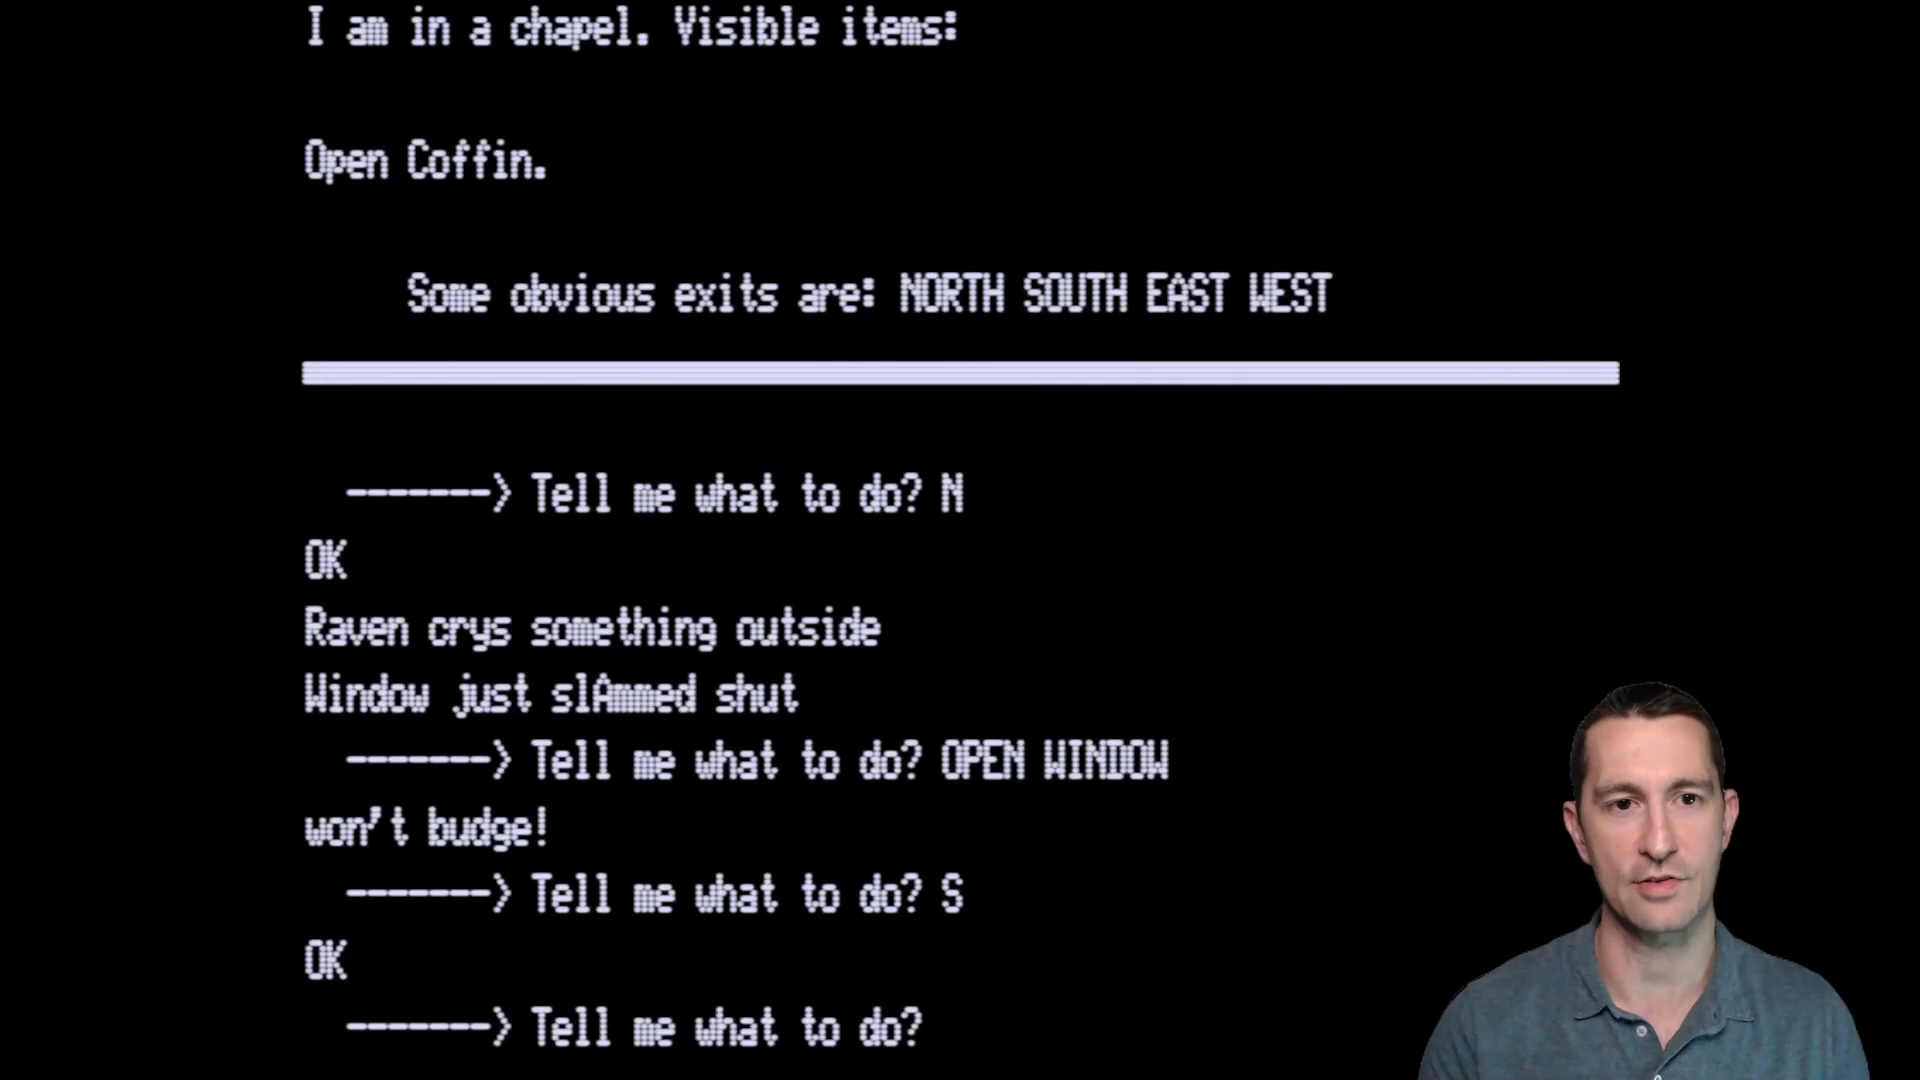 I am in a chapel. Visible items:
Open Coffin.
Some obvious exits are: NORTH SOUTH EAST WEST
-------> Tell me what to do? N
OK
Raven crys something outside
Window just slAmmed shut
-------> Tell me what to do? OPEN WINDOW
won't budge!
-------> Tell me what to do? S
OK
-------> Tell me what to do?